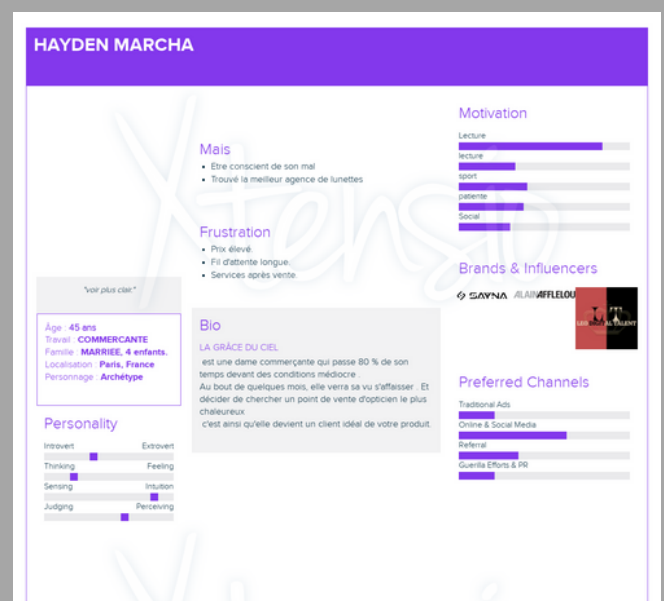 HAYDEN MARCHA
"voir plus clair."
Âge : 45 ans
Travail : COMMERCANTE
Famille : MARRIEE, 4 enfants.
Localisation : Paris, France
Personnage : Archétype
Personality
Introvert Extrovert
Thinking Feeling
Sensing Intuition
Judging Perceiving
Mais
Etre conscient de son mal
Trouvé la meilleur agence de lunettes
Frustration
Prix élevé.
Fil d'attente longue.
Services après vente.
Bio
LA GRÂCE DU CIEL
est une dame commerçante qui passe 80 % de son
temps devant des conditions médiocre .
Au bout de quelques mois, elle verra sa vu s'affaisser . Et
décider de chercher un point de vente d'opticien le plus
chaleureux
c'est ainsi qu'elle devient un client idéal de votre produit.
Motivation
Lecture
lecture
sport
patiente
Social
Brands & Influencers
SAYNA ALAINAFFLELOU
Preferred Channels
Traditional Ads
Online & Social Media
Referral
Guerilla Efforts & PR
Xtensio